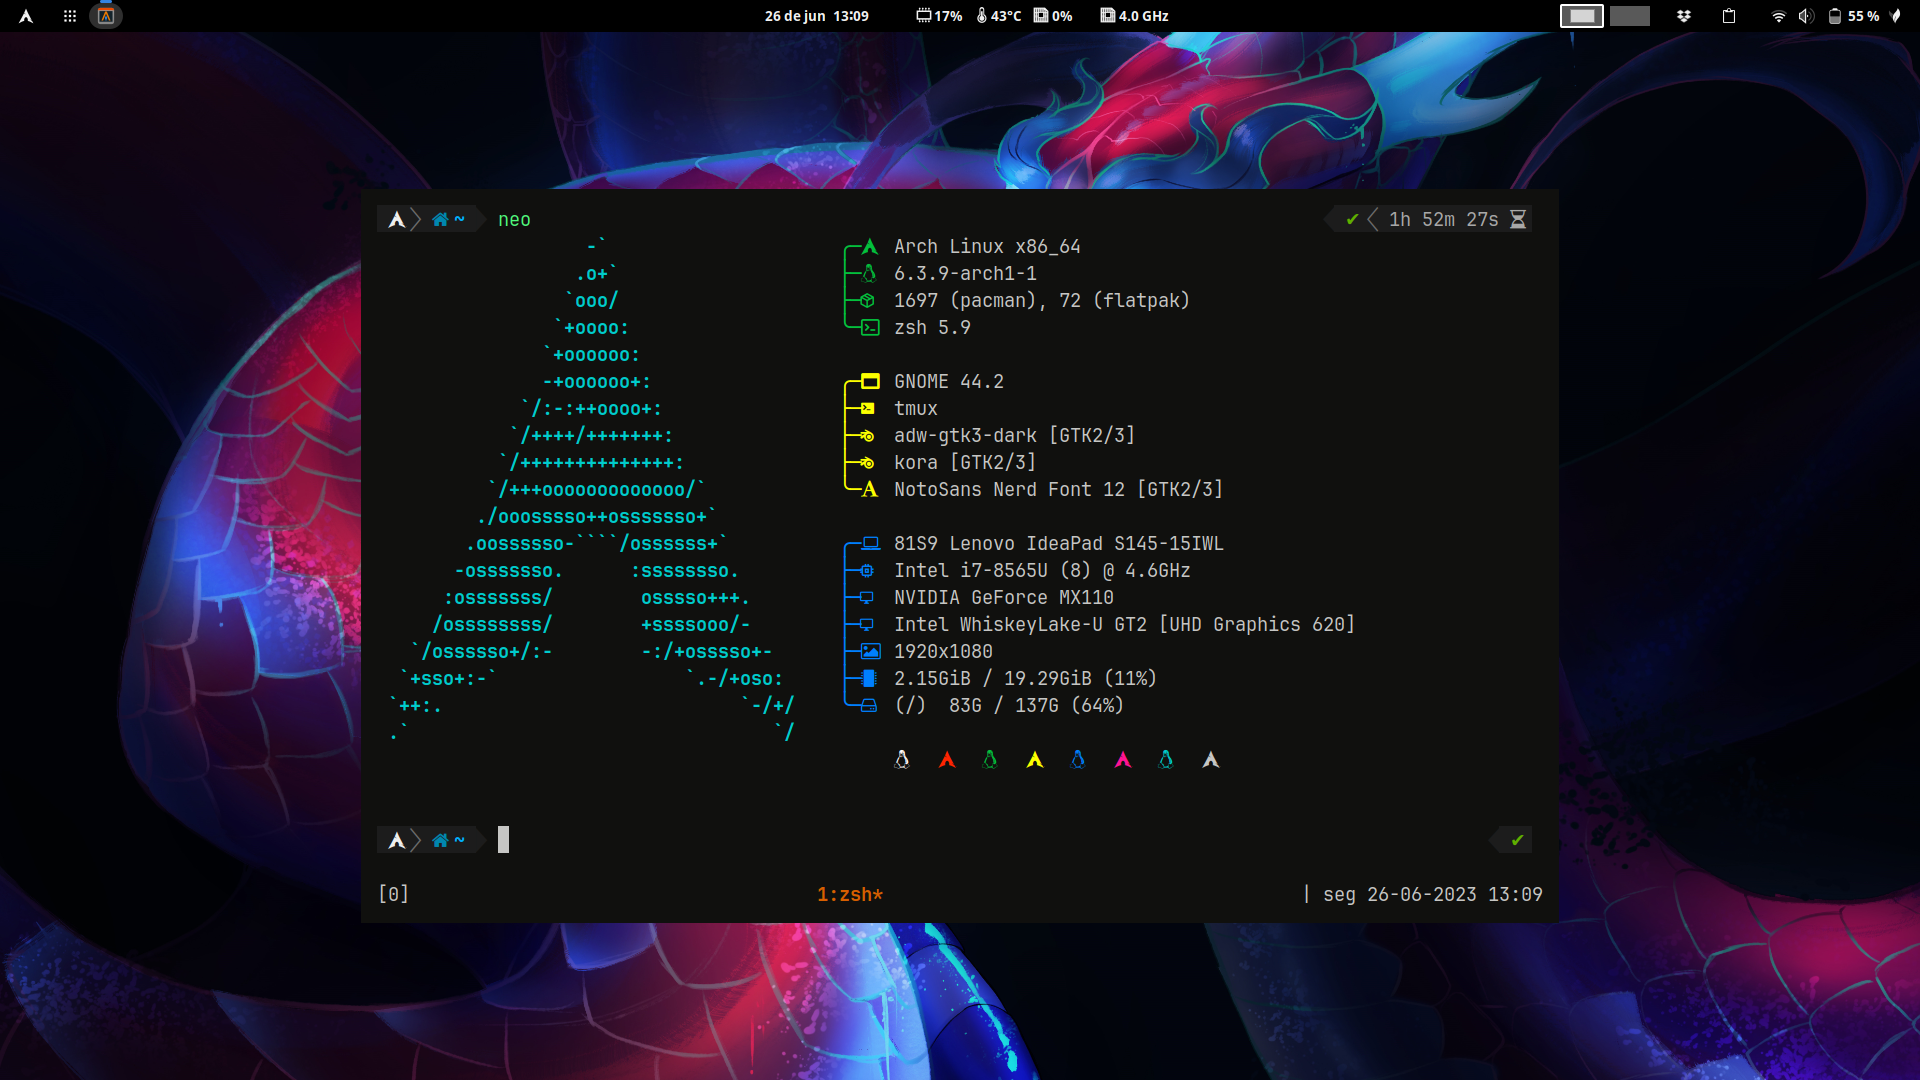 26 de jun 13:09 17% 43°C 0% 4.0 GHz 55 %
~ neo ✔ 1h 52m 27s
-`
.o+`
`ooo/
`+oooo:
`+oooooo:
-+oooooo+:
`/:-:++oooo+:
`/++++/+++++++:
`/++++++++++++++:
`/+++ooooooooooooo/`
./ooosssso++osssssso+`
.oossssso-````/ossssss+`
-osssssso. :ssssssso.
:osssssss/ osssso+++.
/ossssssss/ +ssssooo/-
`/ossssso+/:- -:/+osssso+-
`+sso+:-` `.-/+oso:
`++:. `-/+/
.` `/
Arch Linux x86_64
6.3.9-arch1-1
1697 (pacman), 72 (flatpak)
zsh 5.9
GNOME 44.2
tmux
adw-gtk3-dark [GTK2/3]
kora [GTK2/3]
NotoSans Nerd Font 12 [GTK2/3]
81S9 Lenovo IdeaPad S145-15IWL
Intel i7-8565U (8) @ 4.6GHz
NVIDIA GeForce MX110
Intel WhiskeyLake-U GT2 [UHD Graphics 620]
1920x1080
2.15GiB / 19.29GiB (11%)
(/) 83G / 137G (64%)
~ ✔
[0] 1:zsh* | seg 26-06-2023 13:09